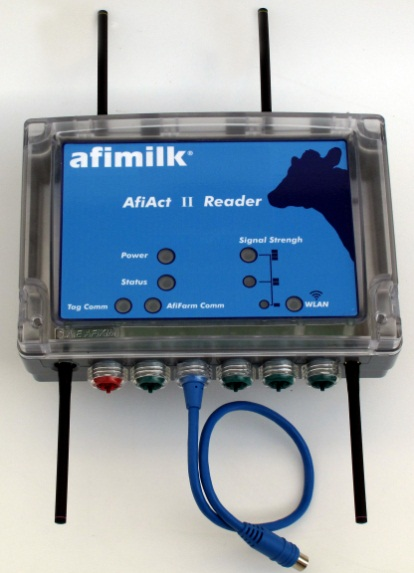 afimilk®
AfiAct II Reader
Signal Strengh
Power
Status
Tag Comm
AfiFarm Comm
WLAN